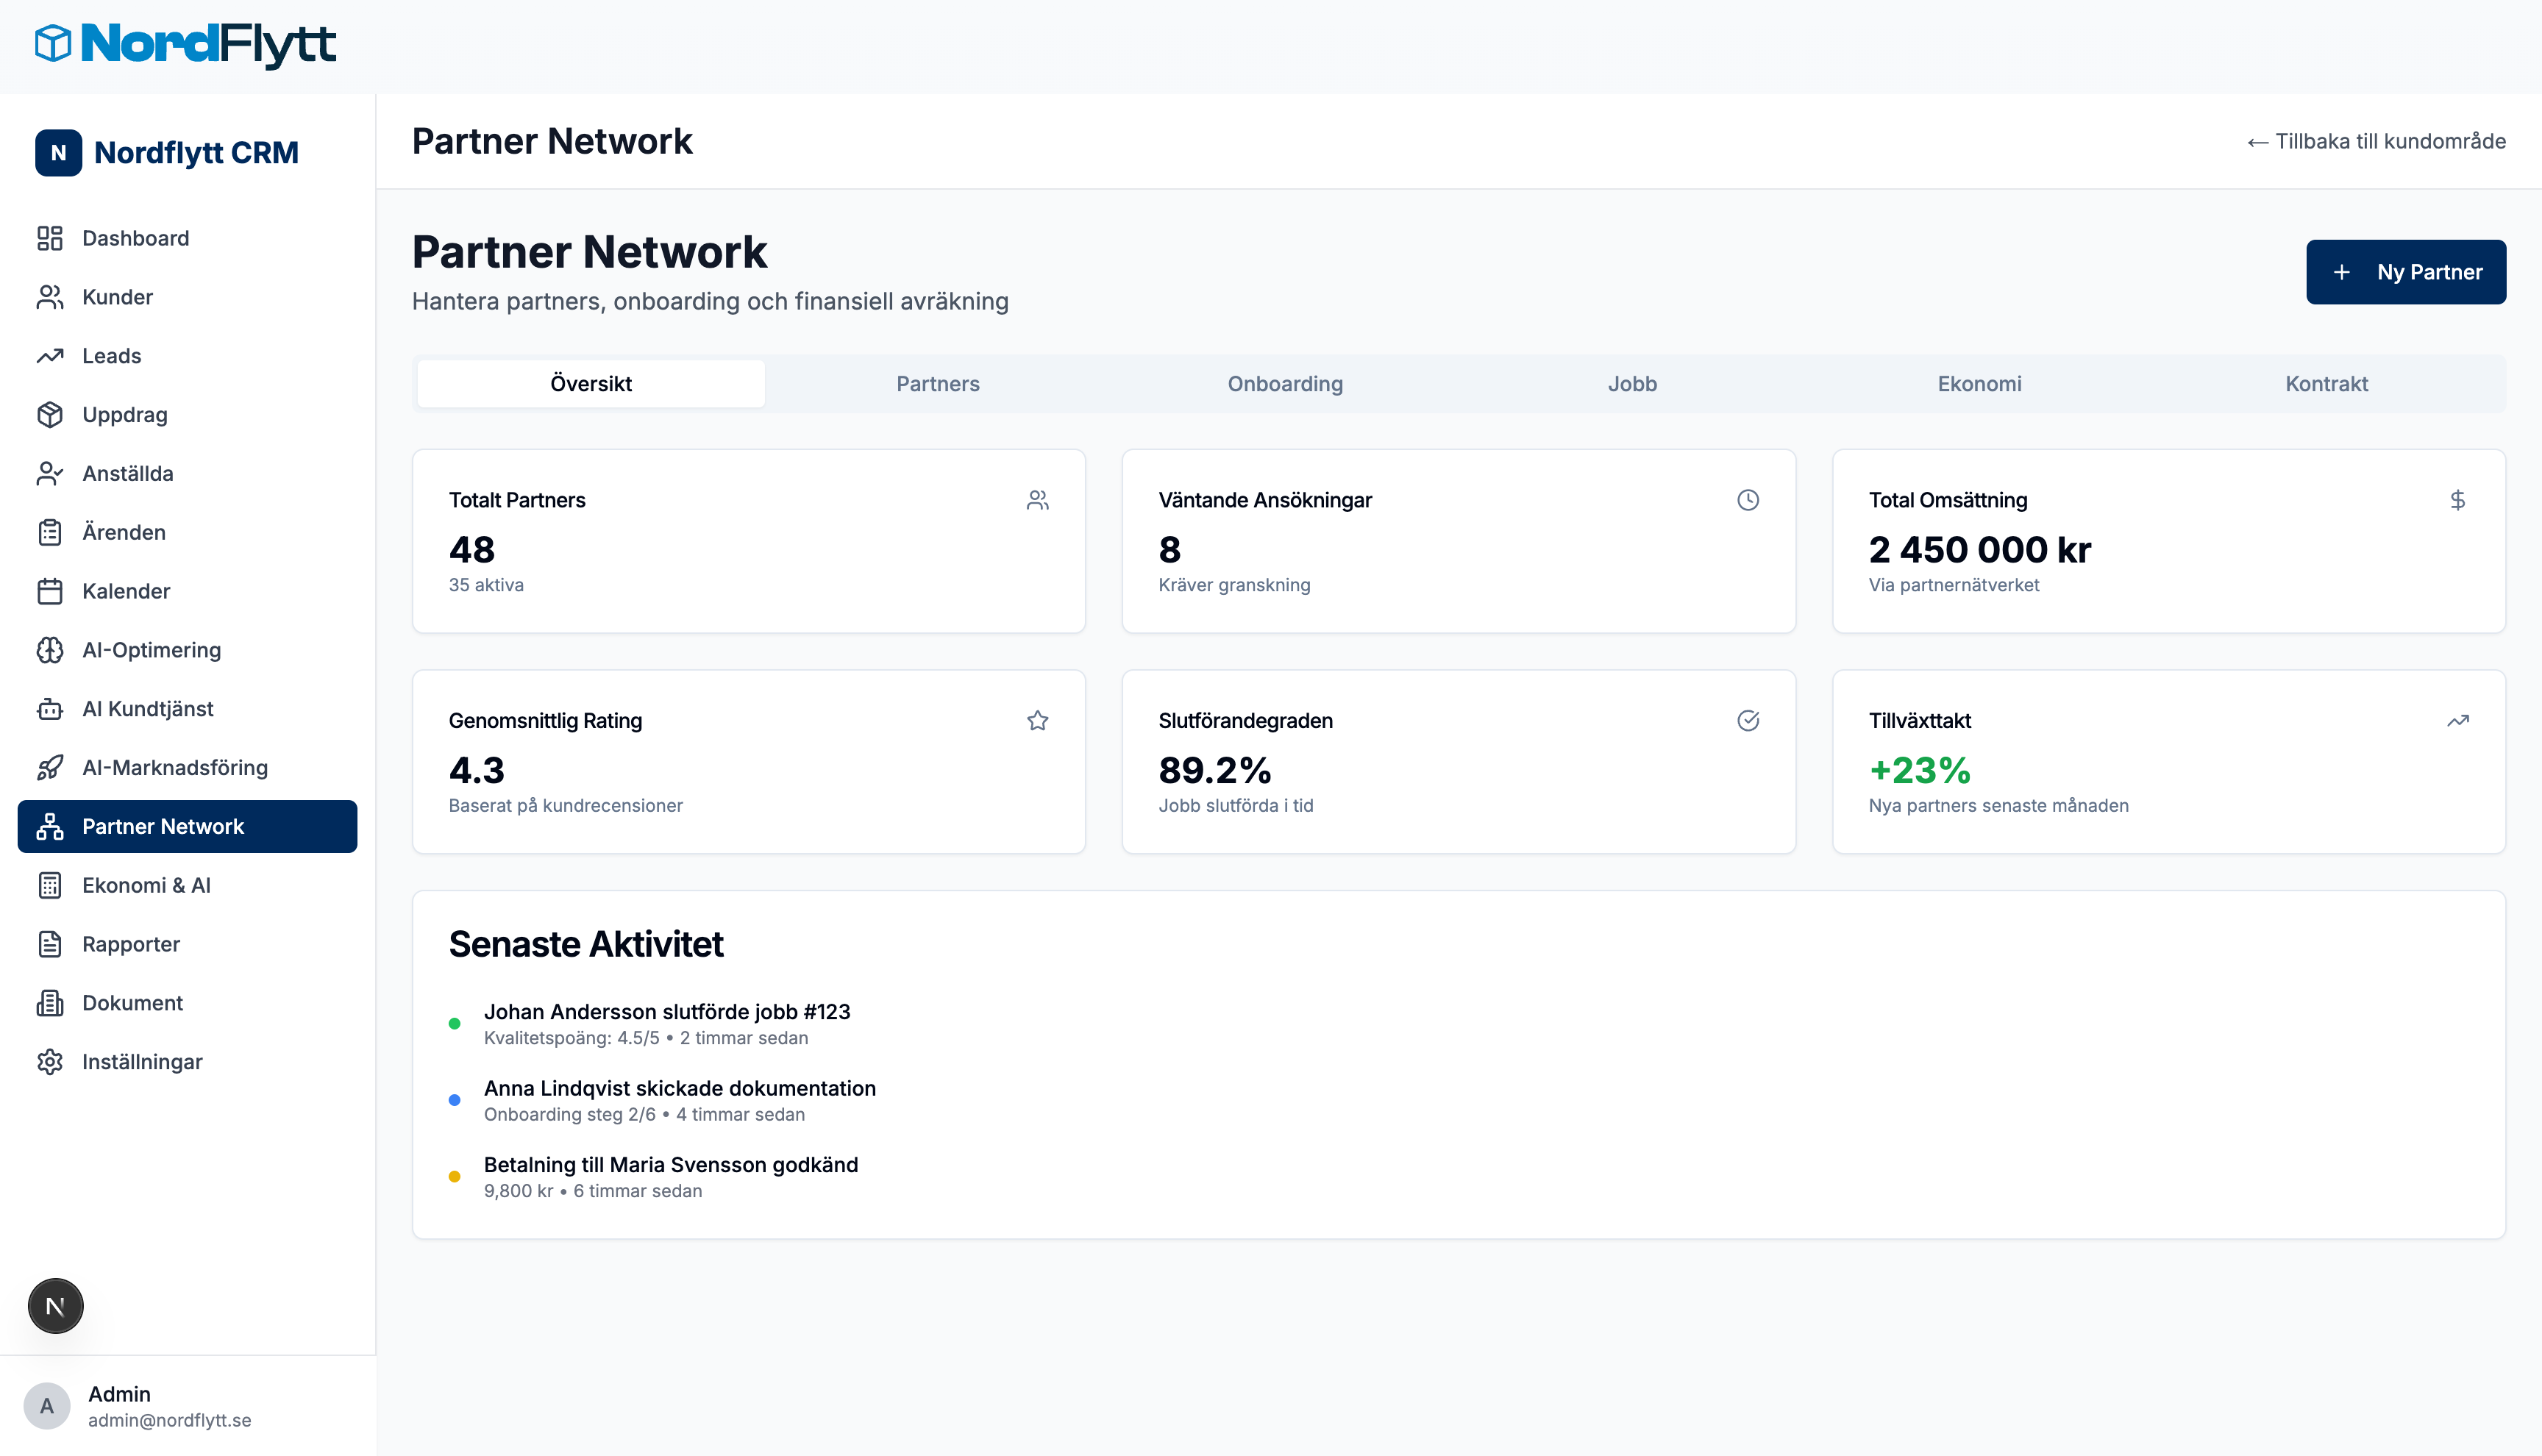 NordFlytt
N Nordflytt CRM
Dashboard
Kunder
Leads
Uppdrag
Anställda
Ärenden
Kalender
AI-Optimering
AI Kundtjänst
AI-Marknadsföring
Partner Network
Ekonomi & AI
Rapporter
Dokument
Inställningar
N
A
Admin
admin@nordflytt.se
Partner Network
← Tillbaka till kundområde
Partner Network
Hantera partners, onboarding och finansiell avräkning
+ Ny Partner
Översikt Partners Onboarding Jobb Ekonomi Kontrakt
Totalt Partners
48
35 aktiva
Väntande Ansökningar
8
Kräver granskning
Total Omsättning
$
2 450 000 kr
Via partnernätverket
Genomsnittlig Rating
4.3
Baserat på kundrecensioner
Slutförandegraden
89.2%
Jobb slutförda i tid
Tillväxttakt
+23%
Nya partners senaste månaden
Senaste Aktivitet
Johan Andersson slutförde jobb #123
Kvalitetspoäng: 4.5/5 • 2 timmar sedan
Anna Lindqvist skickade dokumentation
Onboarding steg 2/6 • 4 timmar sedan
Betalning till Maria Svensson godkänd
9,800 kr • 6 timmar sedan